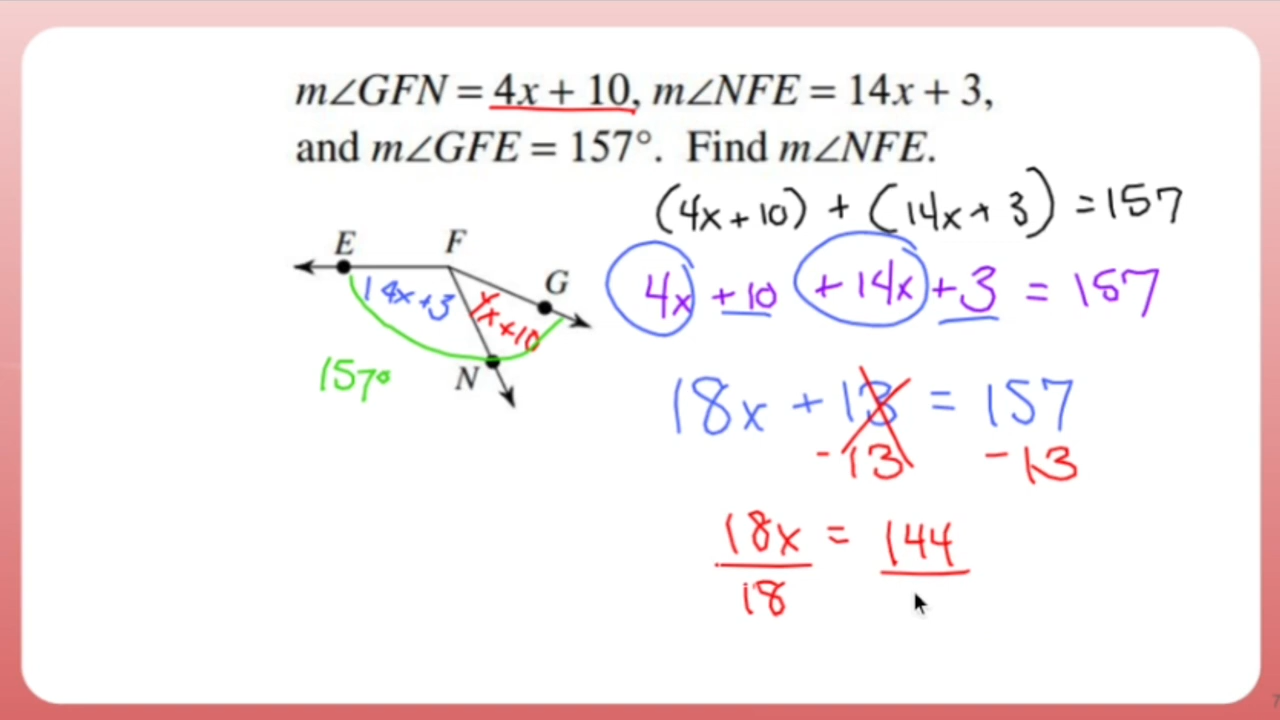 m∠GFN = 4x + 10, m∠NFE = 14x + 3,
and m∠GFE = 157°. Find m∠NFE.
(4x+10) + (14x+3) = 157
E
F
G
N
14x+3
4x+10
157°
4x +10 +14x +3 = 157
18x + 13 = 157
-13 -13
18x = 144
18
7